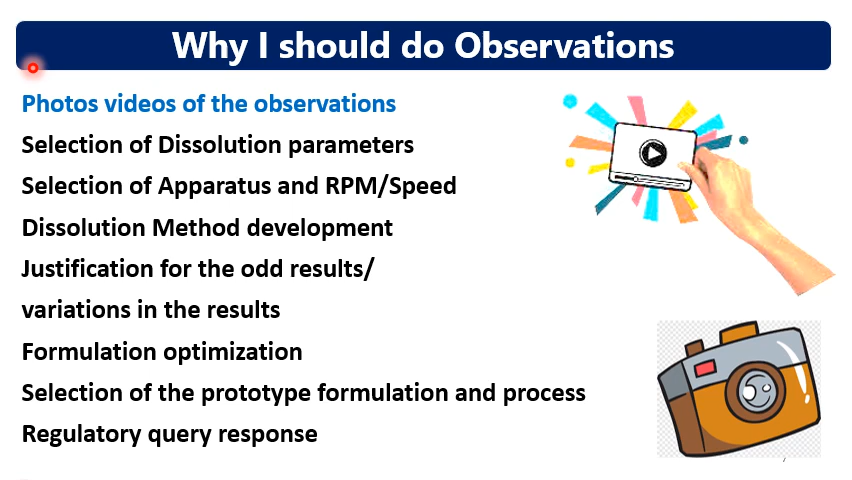 Why I should do Observations
Photos videos of the observations
Selection of Dissolution parameters
Selection of Apparatus and RPM/Speed
Dissolution Method development
Justification for the odd results/
variations in the results
Formulation optimization
Selection of the prototype formulation and process
Regulatory query response